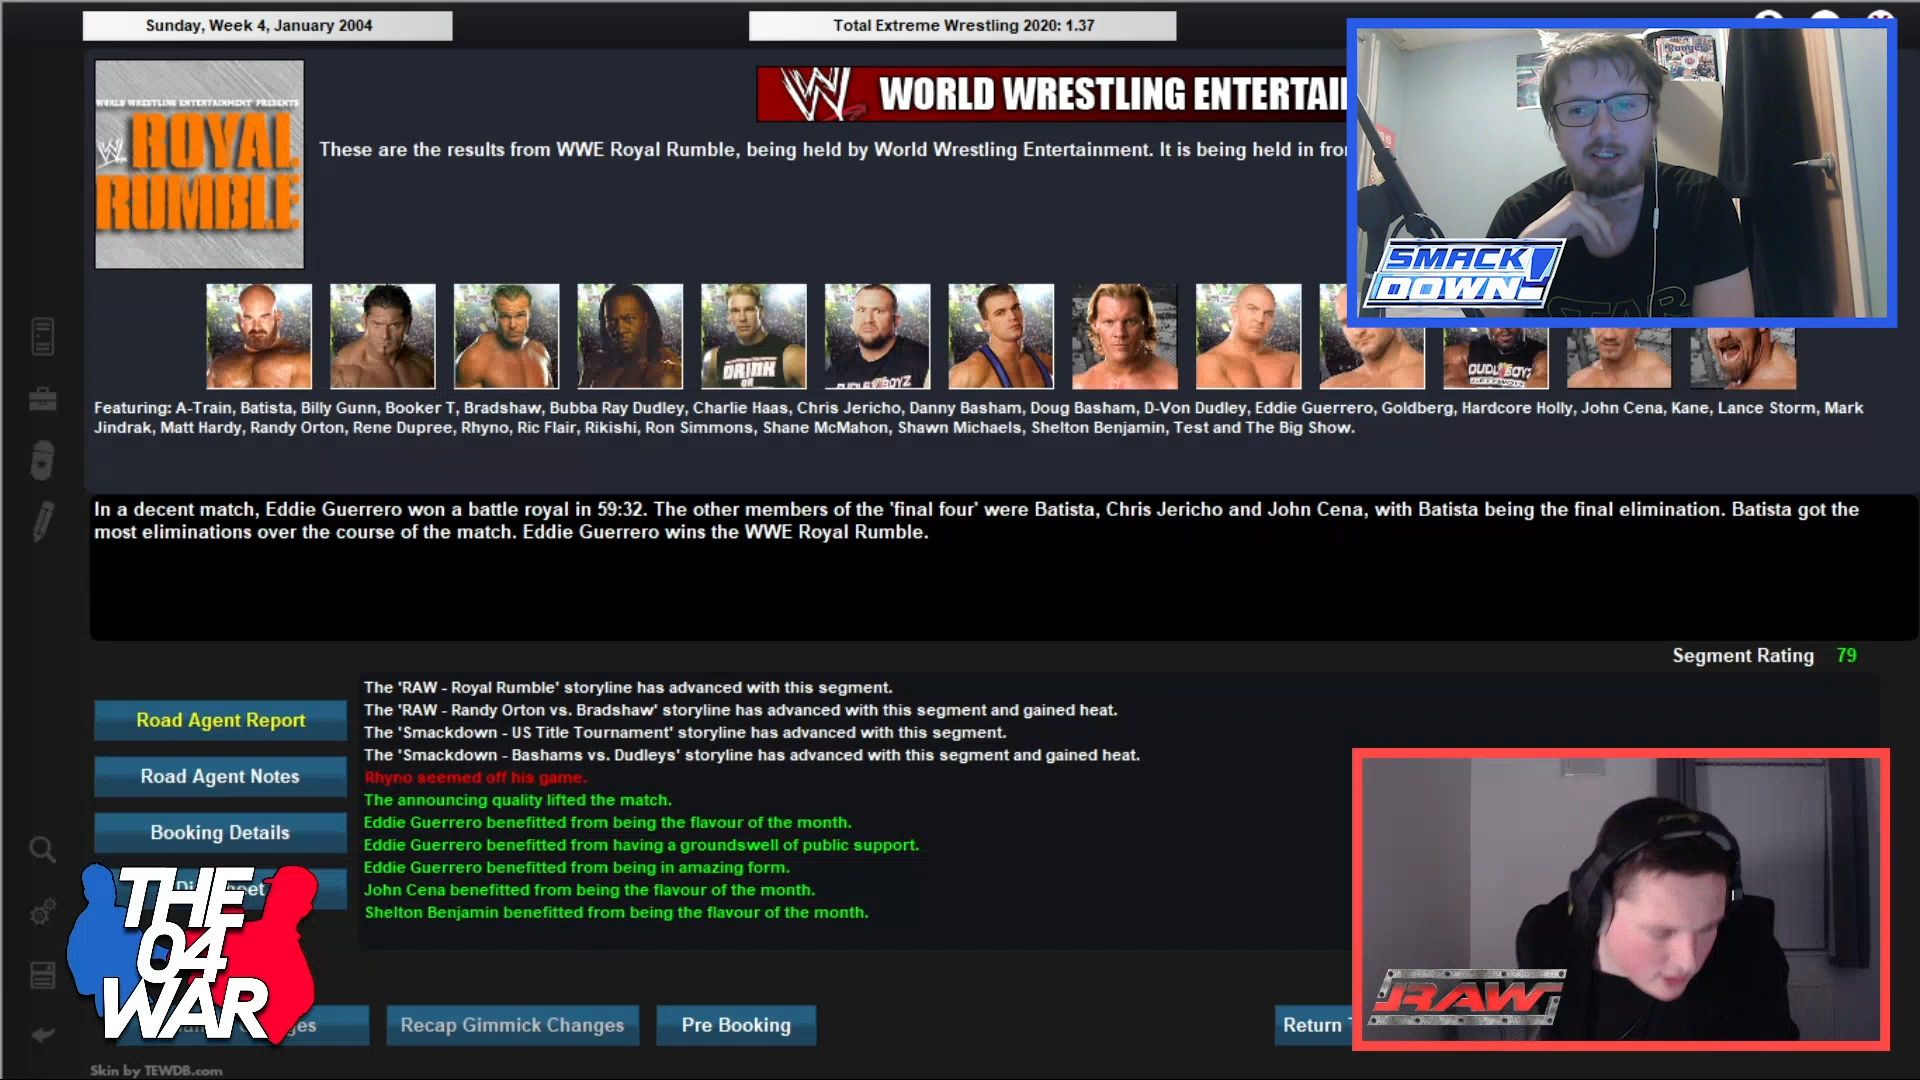 Sunday, Week 4, January 2004
Total Extreme Wrestling 2020: 1.37
WORLD WRESTLING ENTERTAINMENT PRESENTS
ROYAL
RUMBLE
WORLD WRESTLING ENTERTAI
These are the results from WWE Royal Rumble, being held by World Wrestling Entertainment. It is being held in fro
SMACK
DOWN!
DRINK
OR
DUDLEY BOYZ
DUDL
Featuring: A-Train, Batista, Billy Gunn, Booker T, Bradshaw, Bubba Ray Dudley, Charlie Haas, Chris Jericho, Danny Basham, Doug Basham, D-Von Dudley, Eddie Guerrero, Goldberg, Hardcore Holly, John Cena, Kane, Lance Storm, Mark
Jindrak, Matt Hardy, Randy Orton, Rene Dupree, Rhyno, Ric Flair, Rikishi, Ron Simmons, Shane McMahon, Shawn Michaels, Shelton Benjamin, Test and The Big Show.
In a decent match, Eddie Guerrero won a battle royal in 59:32. The other members of the 'final four' were Batista, Chris Jericho and John Cena, with Batista being the final elimination. Batista got the
most eliminations over the course of the match. Eddie Guerrero wins the WWE Royal Rumble.
Segment Rating 79
Road Agent Report
Road Agent Notes
Booking Details
The 'RAW - Royal Rumble' storyline has advanced with this segment.
The 'RAW - Randy Orton vs. Bradshaw' storyline has advanced with this segment and gained heat.
The 'Smackdown - US Title Tournament' storyline has advanced with this segment.
The 'Smackdown - Bashams vs. Dudleys' storyline has advanced with this segment and gained heat.
Rhyno seemed off his game.
The announcing quality lifted the match.
Eddie Guerrero benefitted from being the flavour of the month.
Eddie Guerrero benefitted from having a groundswell of public support.
Eddie Guerrero benefitted from being in amazing form.
John Cena benefitted from being the flavour of the month.
Shelton Benjamin benefitted from being the flavour of the month.
THE
04
WAR
Recap Gimmick Changes
Pre Booking
Return
RAW
Skin by TEWDB.com